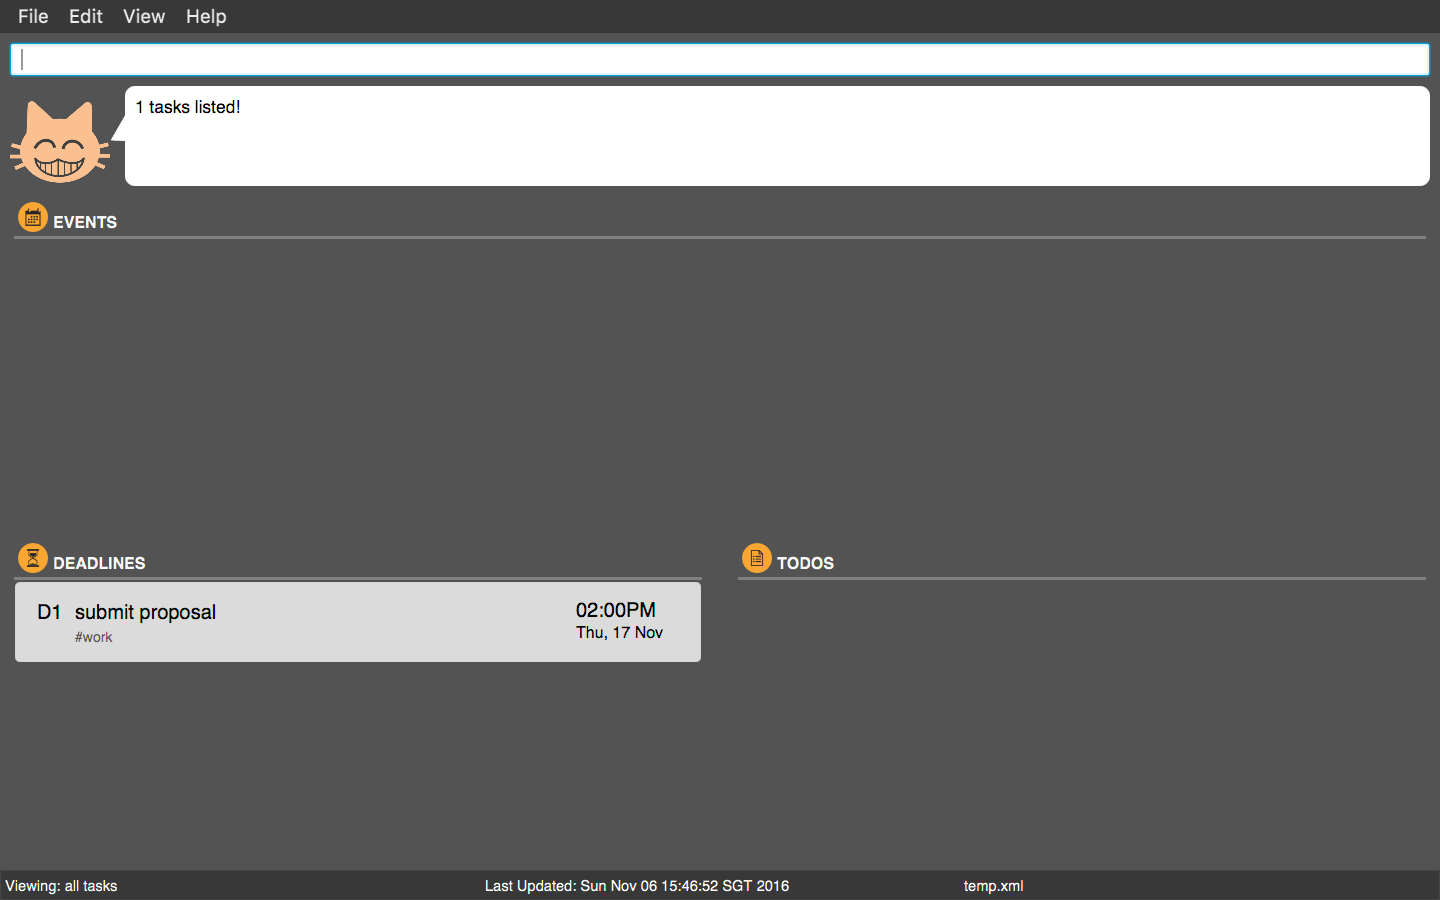 File Edit View Help
1 tasks listed!
EVENTS
DEADLINES
D1 submit proposal 02:00PM
#work Thu, 17 Nov
TODOS
Viewing: all tasks Last Updated: Sun Nov 06 15:46:52 SGT 2016 temp.xml